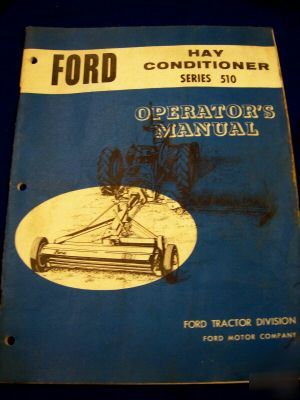 FORD
HAY
CONDITIONER
SERIES 510
OPERATOR'S
MANUAL
FORD TRACTOR DIVISION
FORD MOTOR COMPANY